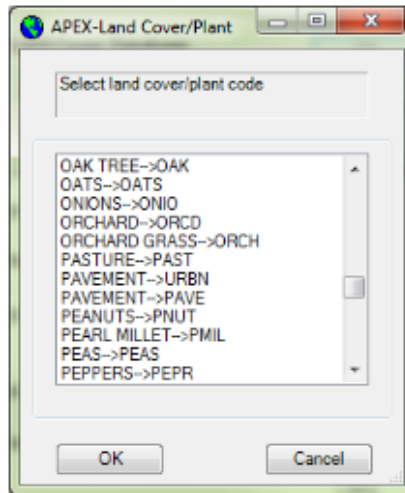 APEX-Land Cover/Plant
Select land cover/plant code
OAK TREE-->OAK
OATS-->OATS
ONIONS-->ONIO
ORCHARD-->ORCD
ORCHARD GRASS-->ORCH
PASTURE-->PAST
PAVEMENT-->URBN
PAVEMENT-->PAVE
PEANUTS-->PNUT
PEARL MILLET-->PMIL
PEAS-->PEAS
PEPPERS-->PEPR
OK
Cancel